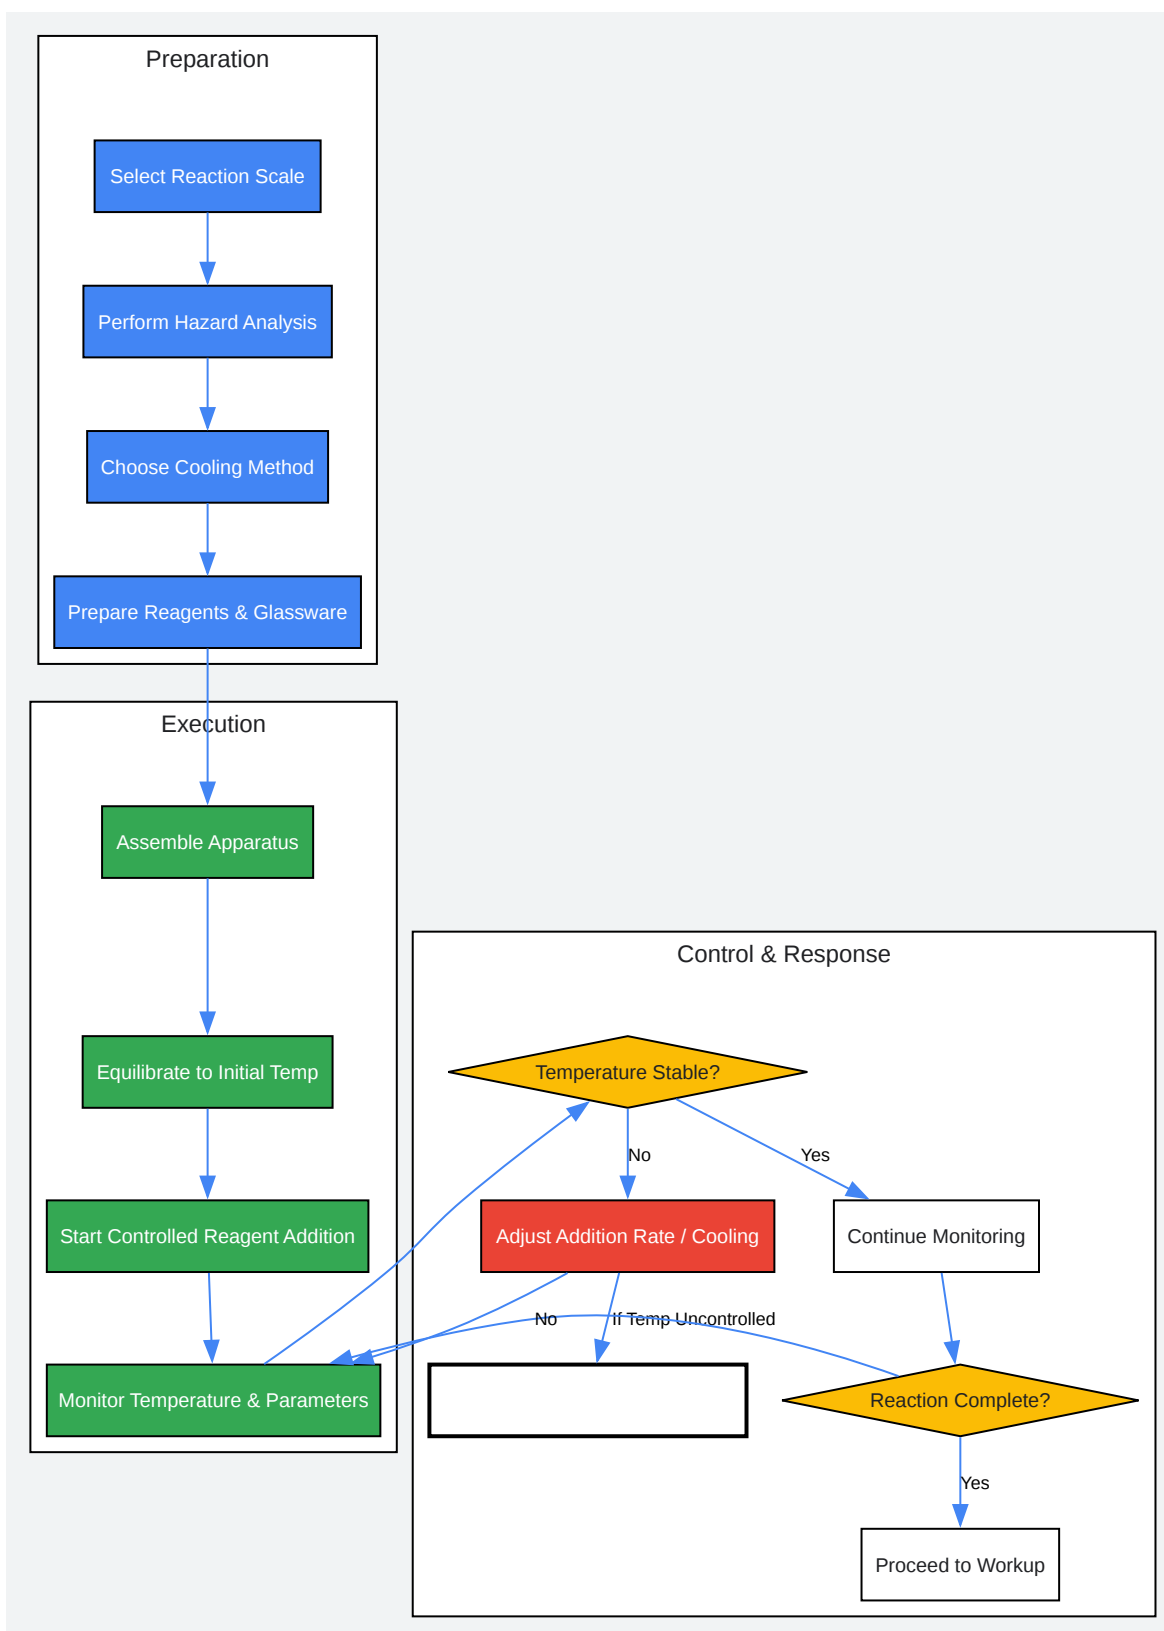 Preparation
Select Reaction Scale
Perform Hazard Analysis
Choose Cooling Method
Prepare Reagents & Glassware
Execution
Assemble Apparatus
Equilibrate to Initial Temp
Start Controlled Reagent Addition
Monitor Temperature & Parameters
Control & Response
Temperature Stable?
No
Yes
Adjust Addition Rate / Cooling
Continue Monitoring
No
If Temp Uncontrolled
Reaction Complete?
Yes
Proceed to Workup